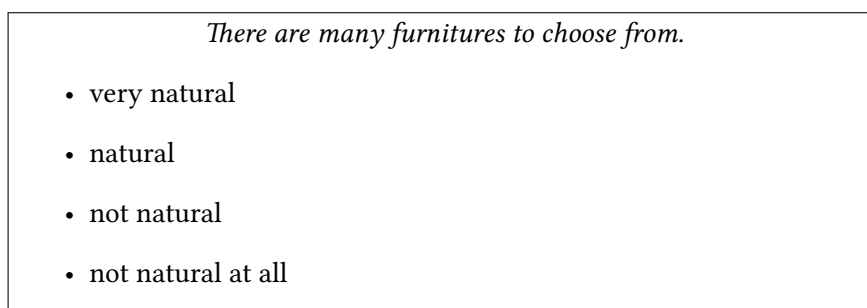 There are many furnitures to choose from.
• very natural
• natural
• not natural
• not natural at all